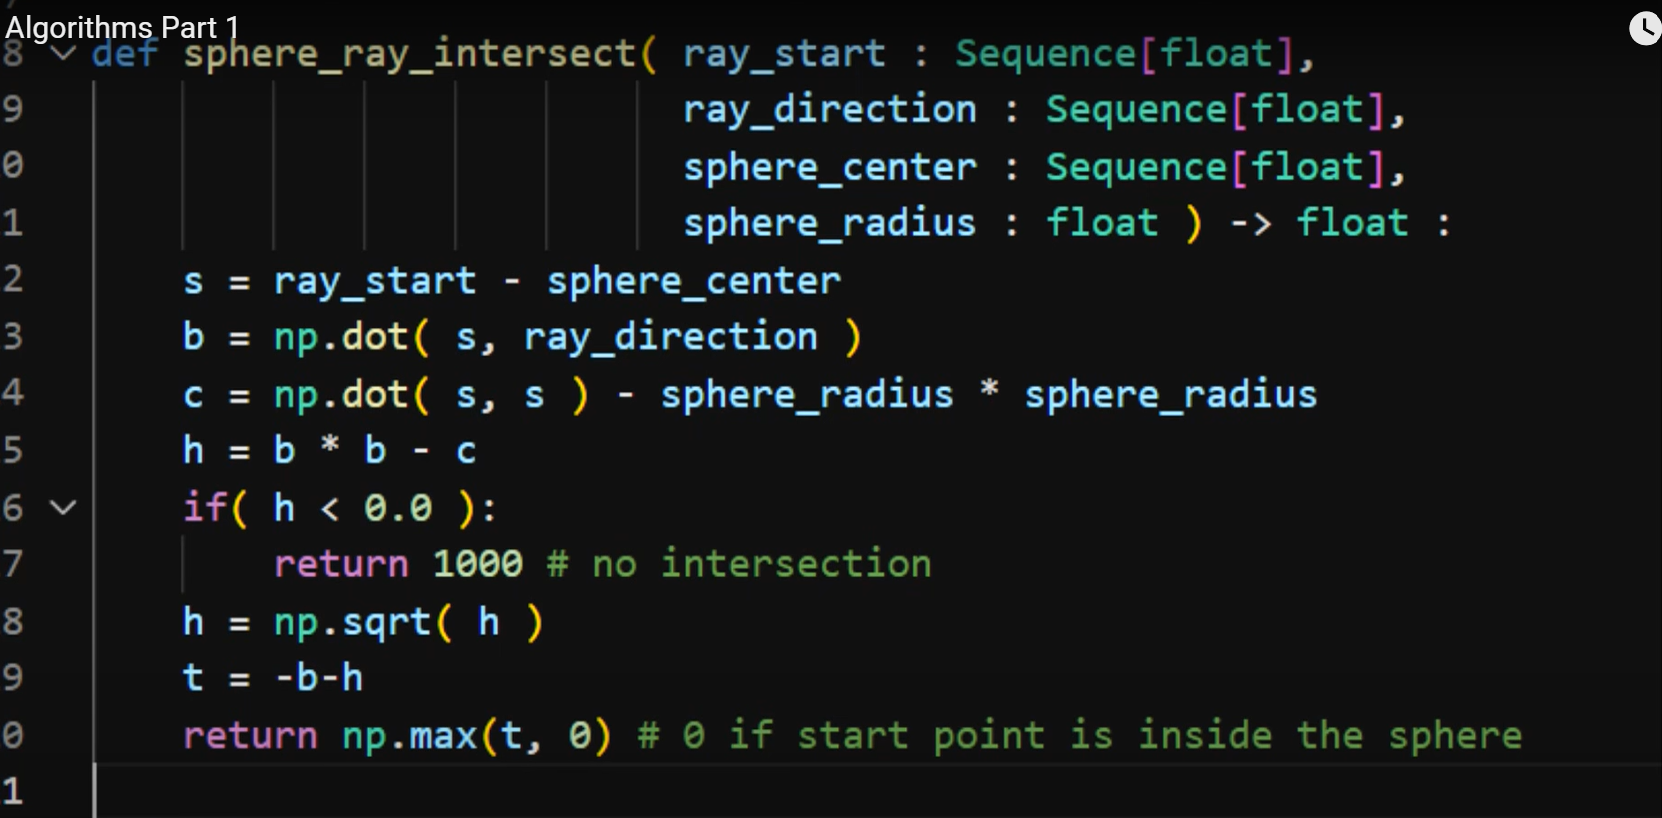 Algorithms Part 1
8 def sphere_ray_intersect( ray_start : Sequence[float],
9 ray_direction : Sequence[float],
0 sphere_center : Sequence[float],
1 sphere_radius : float ) -> float :
2 s = ray_start - sphere_center
3 b = np.dot( s, ray_direction )
4 c = np.dot( s, s ) - sphere_radius * sphere_radius
5 h = b * b - c
6 if( h < 0.0 ):
7 return 1000 # no intersection
8 h = np.sqrt( h )
9 t = -b-h
0 return np.max(t, 0) # 0 if start point is inside the sphere
1